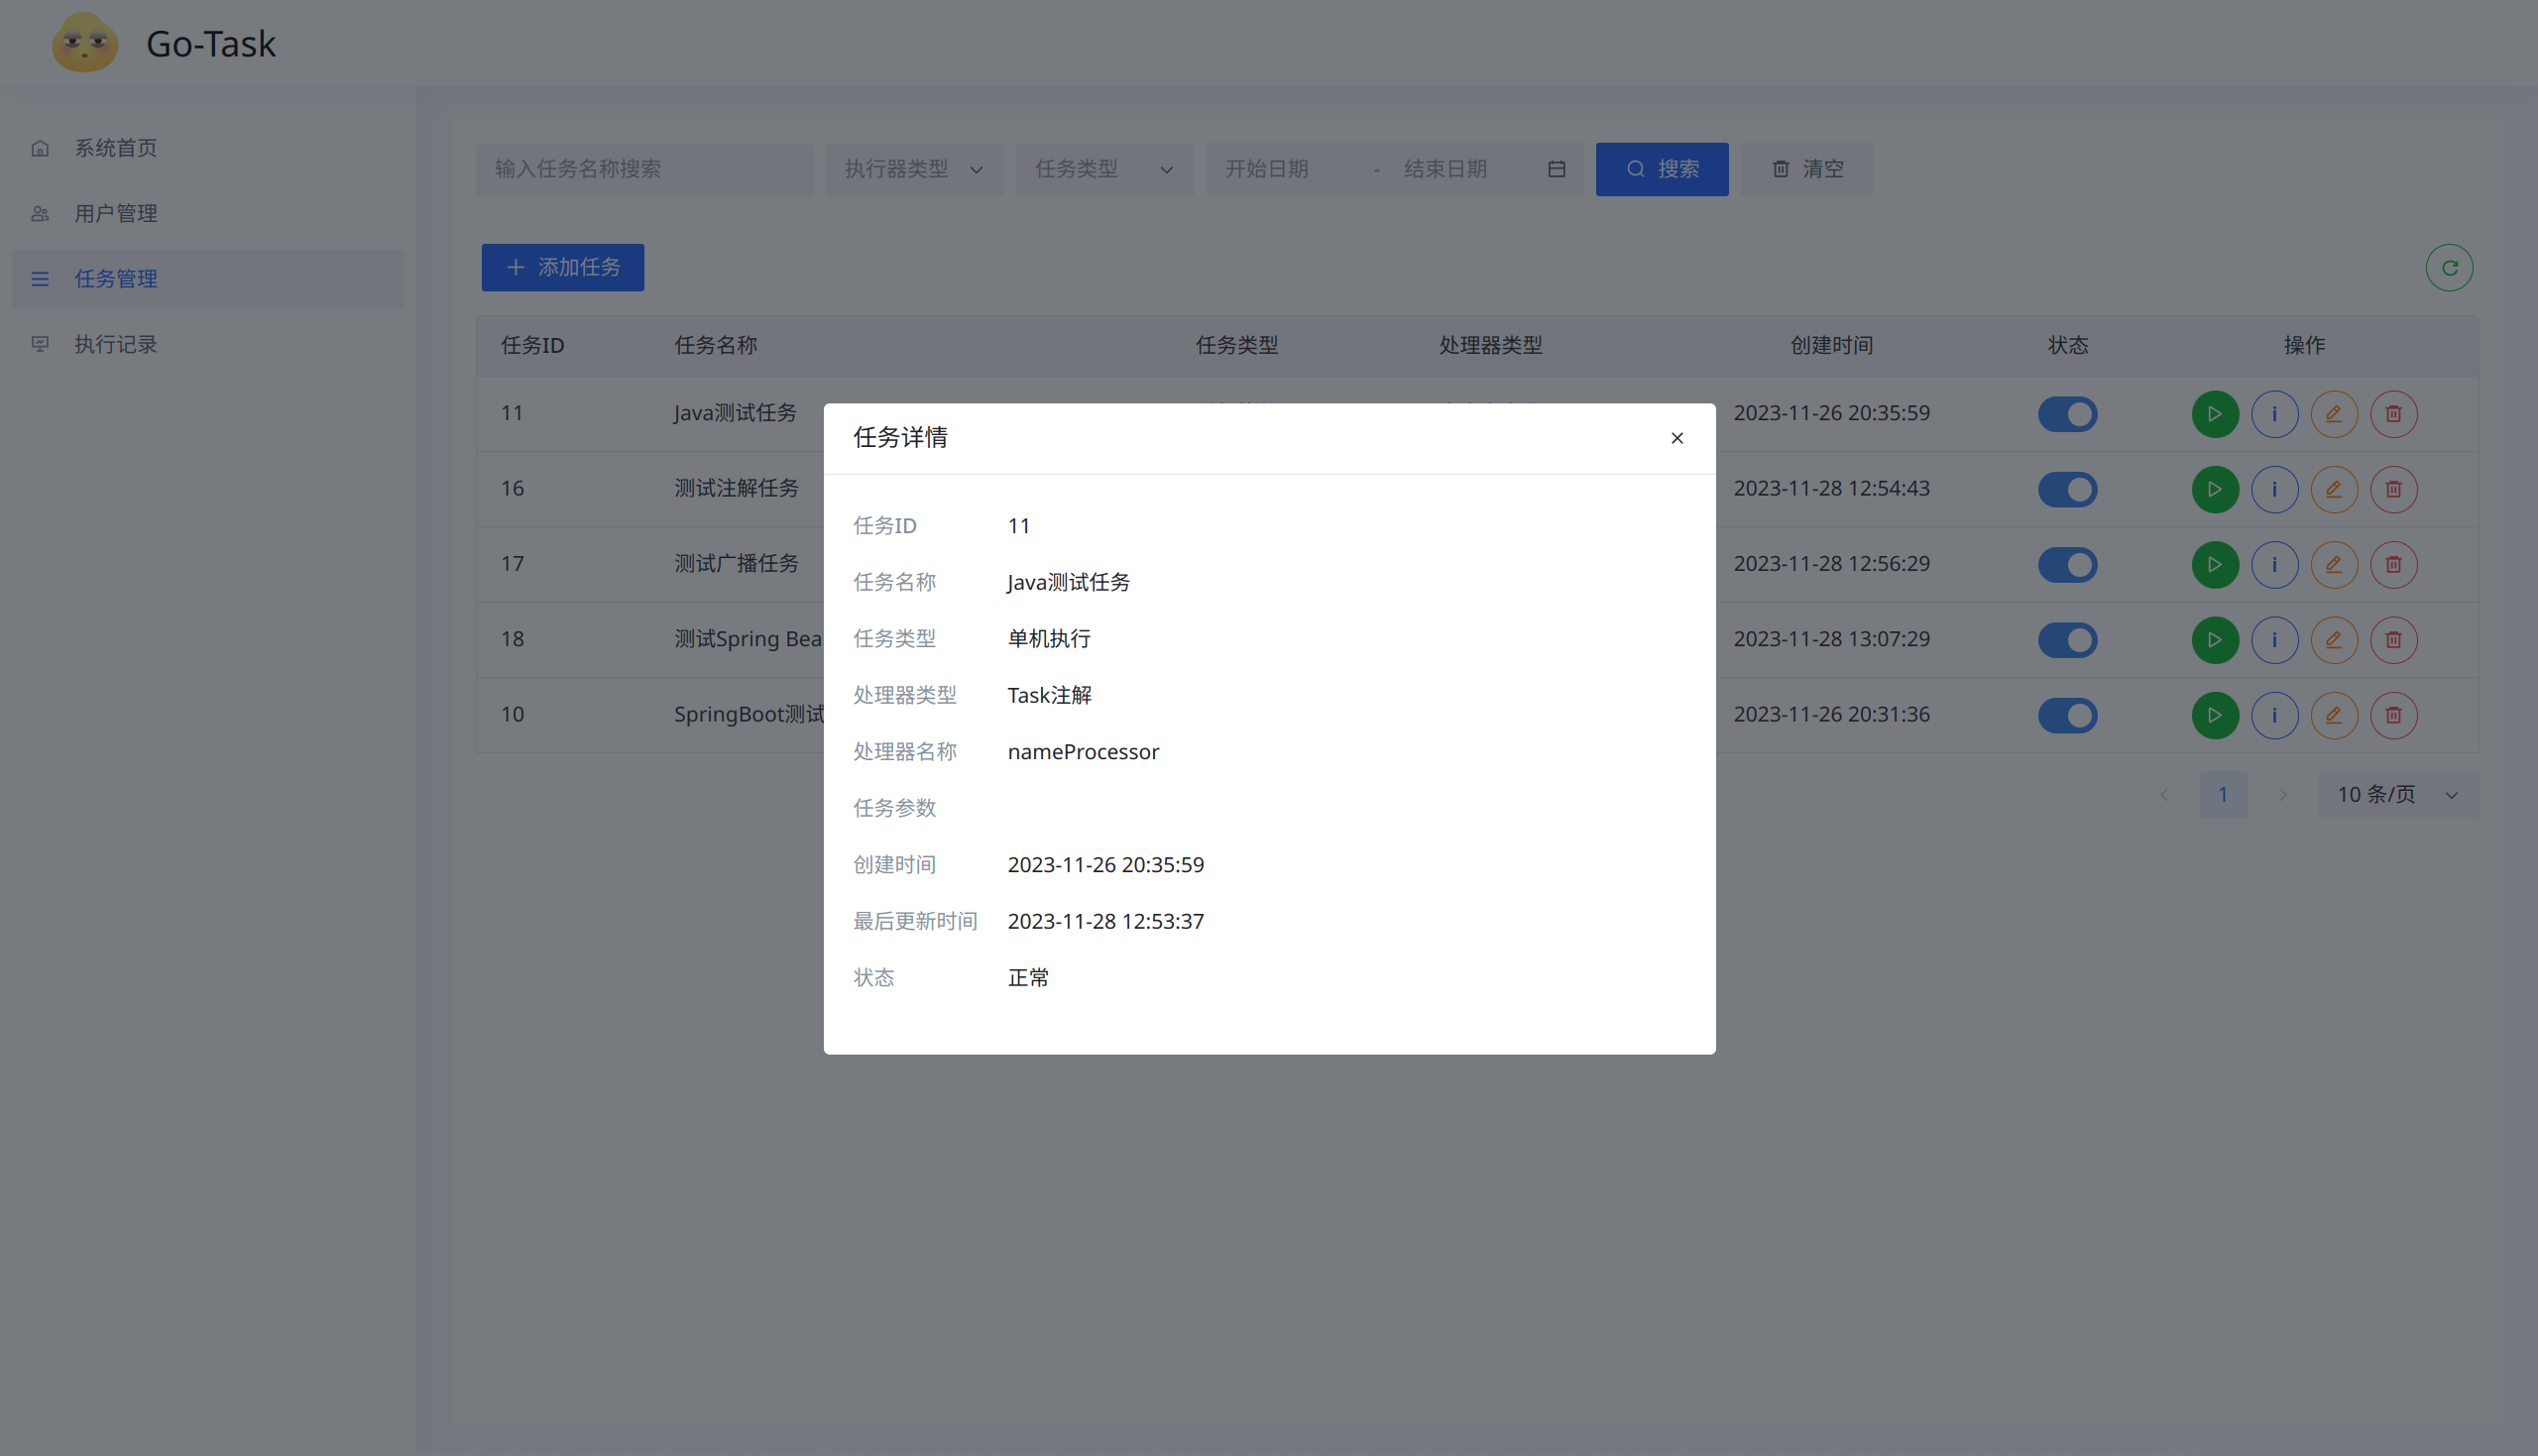 Go-Task
系统首页
用户管理
任务管理
执行记录
输入任务名称搜索 执行器类型 任务类型 开始日期 - 结束日期 搜索 清空
添加任务
任务ID 任务名称 任务类型 处理器类型 创建时间 状态 操作
11 Java测试任务 2023-11-26 20:35:59
16 测试注解任务 2023-11-28 12:54:43
17 测试广播任务 2023-11-28 12:56:29
18 测试Spring Bea 2023-11-28 13:07:29
10 SpringBoot测试 2023-11-26 20:31:36
1 10 条/页
任务详情
任务ID 11
任务名称 Java测试任务
任务类型 单机执行
处理器类型 Task注解
处理器名称 nameProcessor
任务参数
创建时间 2023-11-26 20:35:59
最后更新时间 2023-11-28 12:53:37
状态 正常